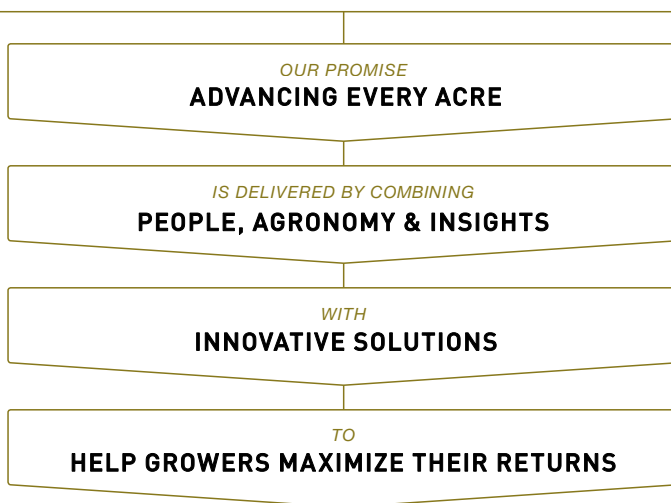 OUR PROMISE
ADVANCING EVERY ACRE
IS DELIVERED BY COMBINING
PEOPLE, AGRONOMY & INSIGHTS
WITH
INNOVATIVE SOLUTIONS
TO
HELP GROWERS MAXIMIZE THEIR RETURNS